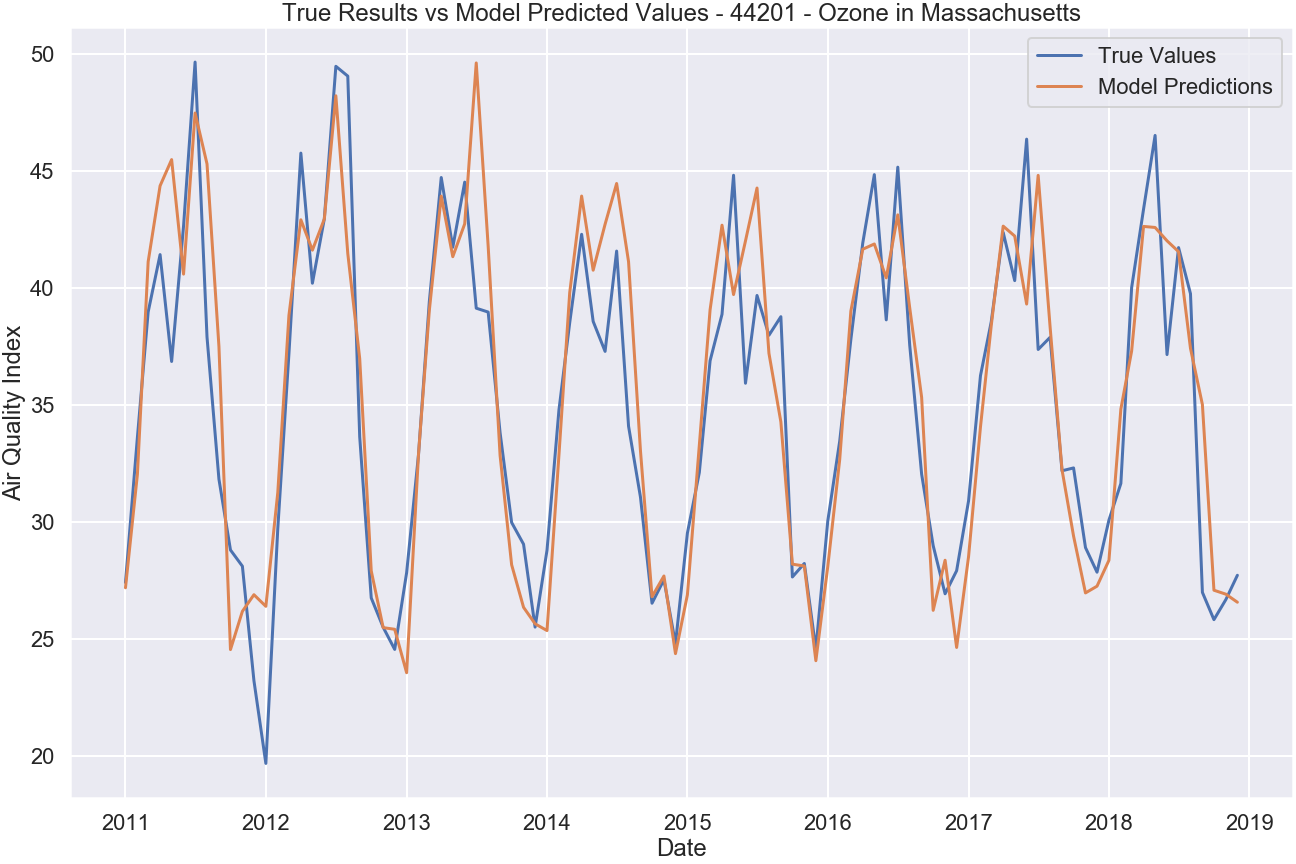 True Results vs Model Predicted Values - 44201 - Ozone in Massachusetts
True Values
Model Predictions
Air Quality Index
50
45
40
35
30
25
20
2011 2012 2013 2014 2015 2016 2017 2018 2019
Date